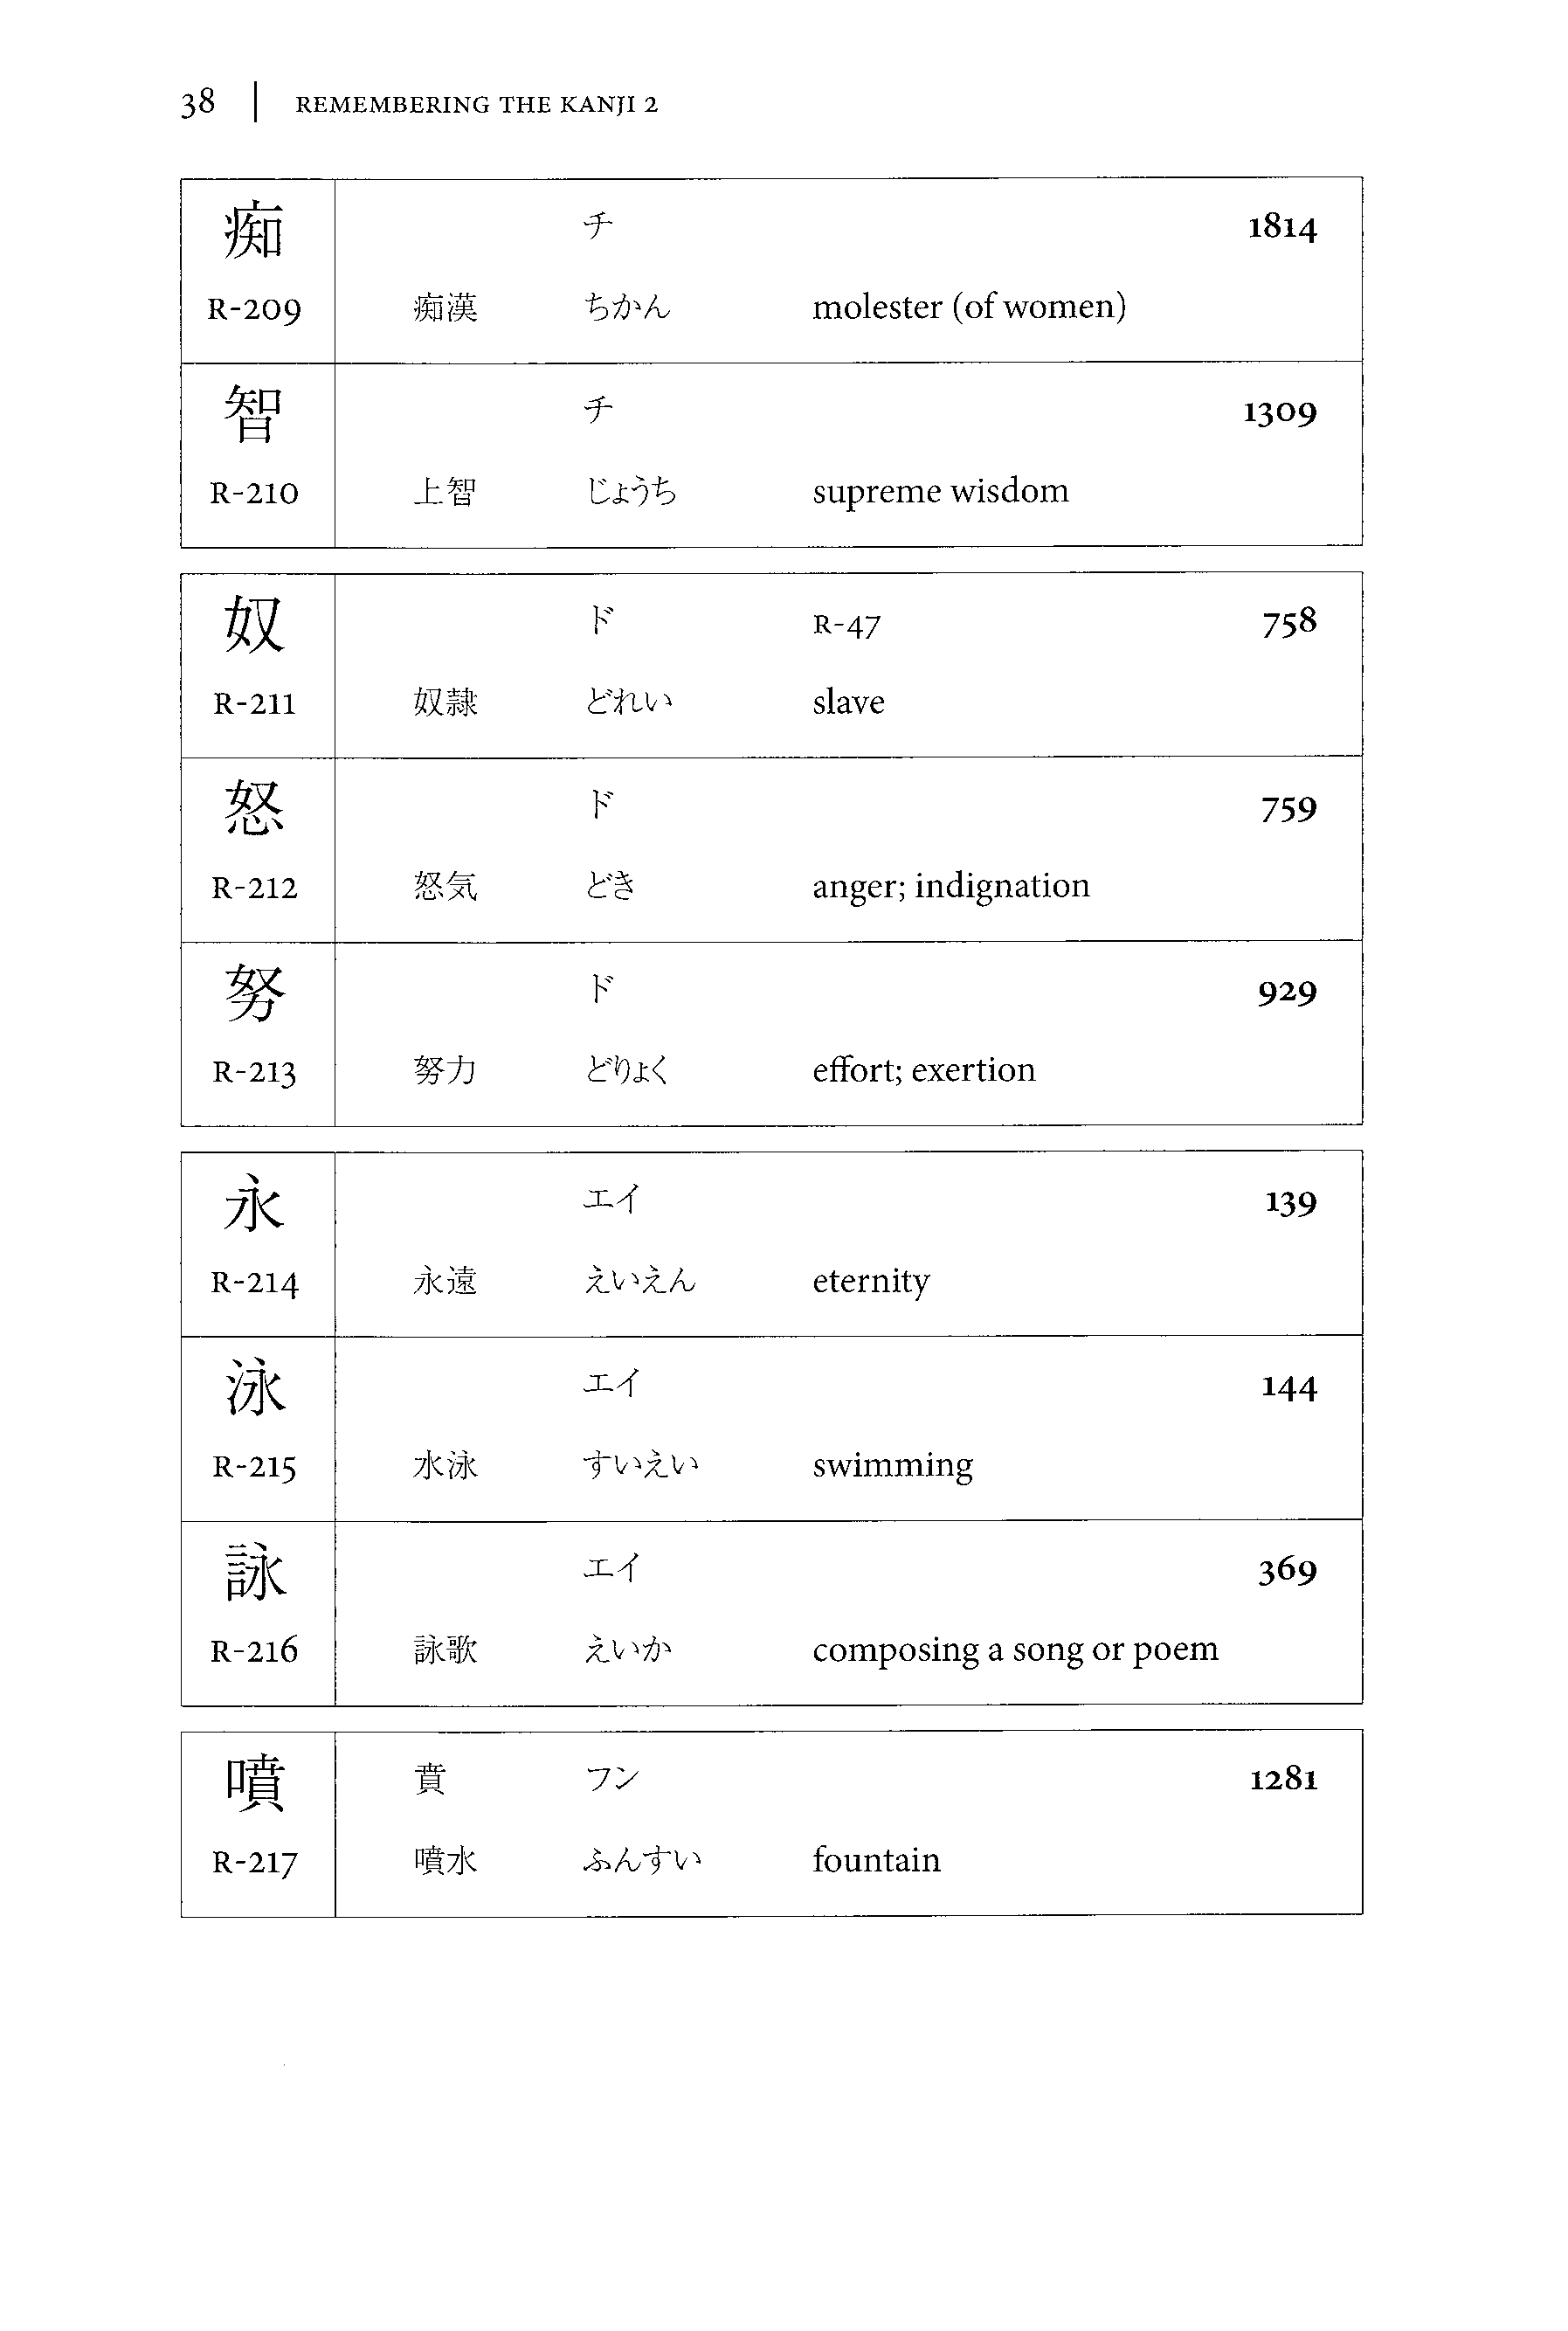 38 | REMEMBERING THE KANJI 2
痴 チ 1814
R-209 痴漢 ちかん molester (of women)
智 チ 1309
R-210 上智 じょうち supreme wisdom
奴 ド R-47 758
R-211 奴隷 どれい slave
怒 ド 759
R-212 怒気 どき anger; indignation
努 ド 929
R-213 努力 どりょく effort; exertion
永 エイ 139
R-214 永遠 えいえん eternity
泳 エイ 144
R-215 水泳 すいえい swimming
詠 エイ 369
R-216 詠歌 えいか composing a song or poem
噴 賁 フン 1281
R-217 噴水 ふんすい fountain